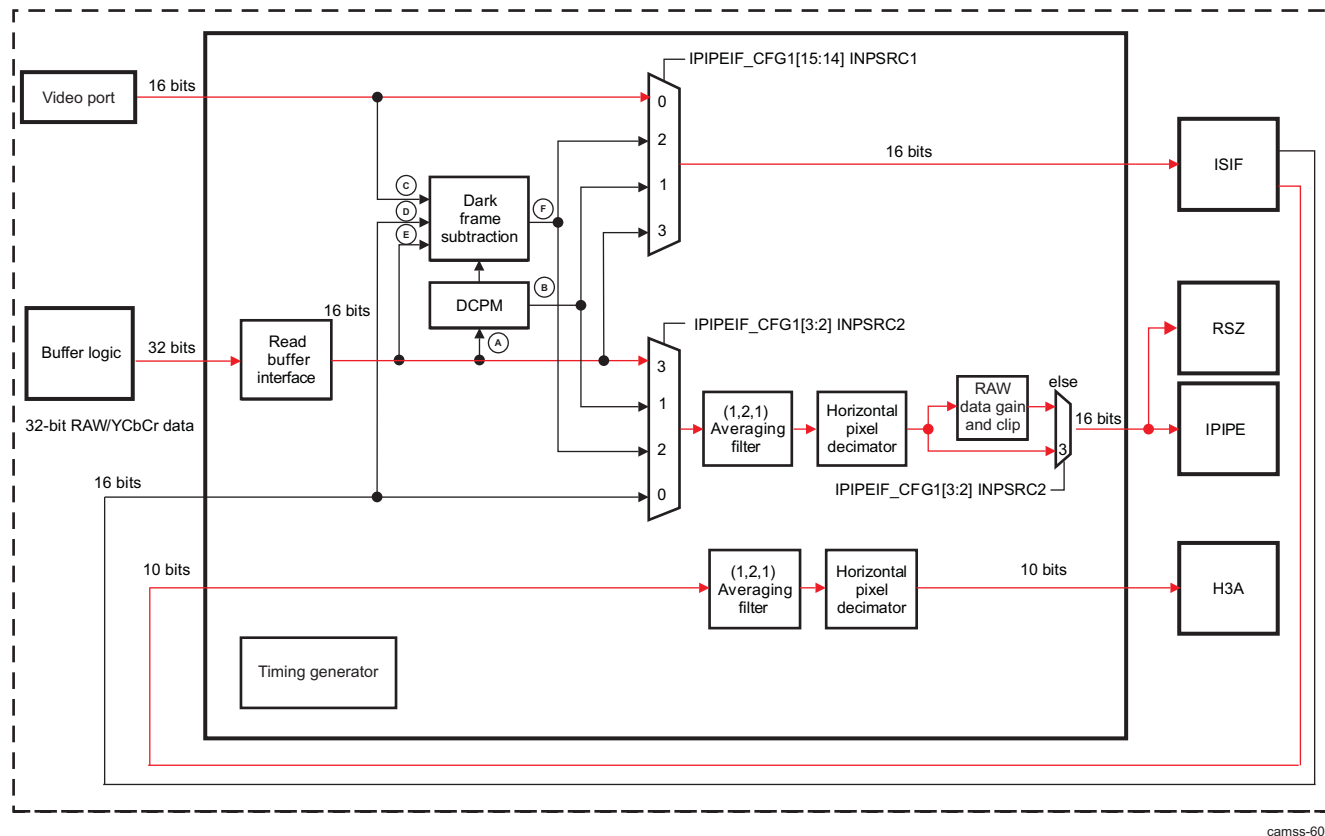 IPIPEIF_CFG1[15:14] INPSRC1
16 bits
Video port
0
2
16 bits
1
3
ISIF
C
D
E
Dark
frame
subtraction
F
DCPM
B
A
16 bits
Buffer logic
32 bits
Read
buffer
interface
32-bit RAW/YCbCr data
IPIPEIF_CFG1[3:2] INPSRC2
3
1
2
0
(1,2,1)
Averaging
filter
Horizontal
pixel
decimator
RAW
data gain
and clip
else
3
16 bits
IPIPEIF_CFG1[3:2] INPSRC2
RSZ
IPIPE
16 bits
10 bits
(1,2,1)
Averaging
filter
Horizontal
pixel
decimator
10 bits
H3A
Timing generator
camss-60